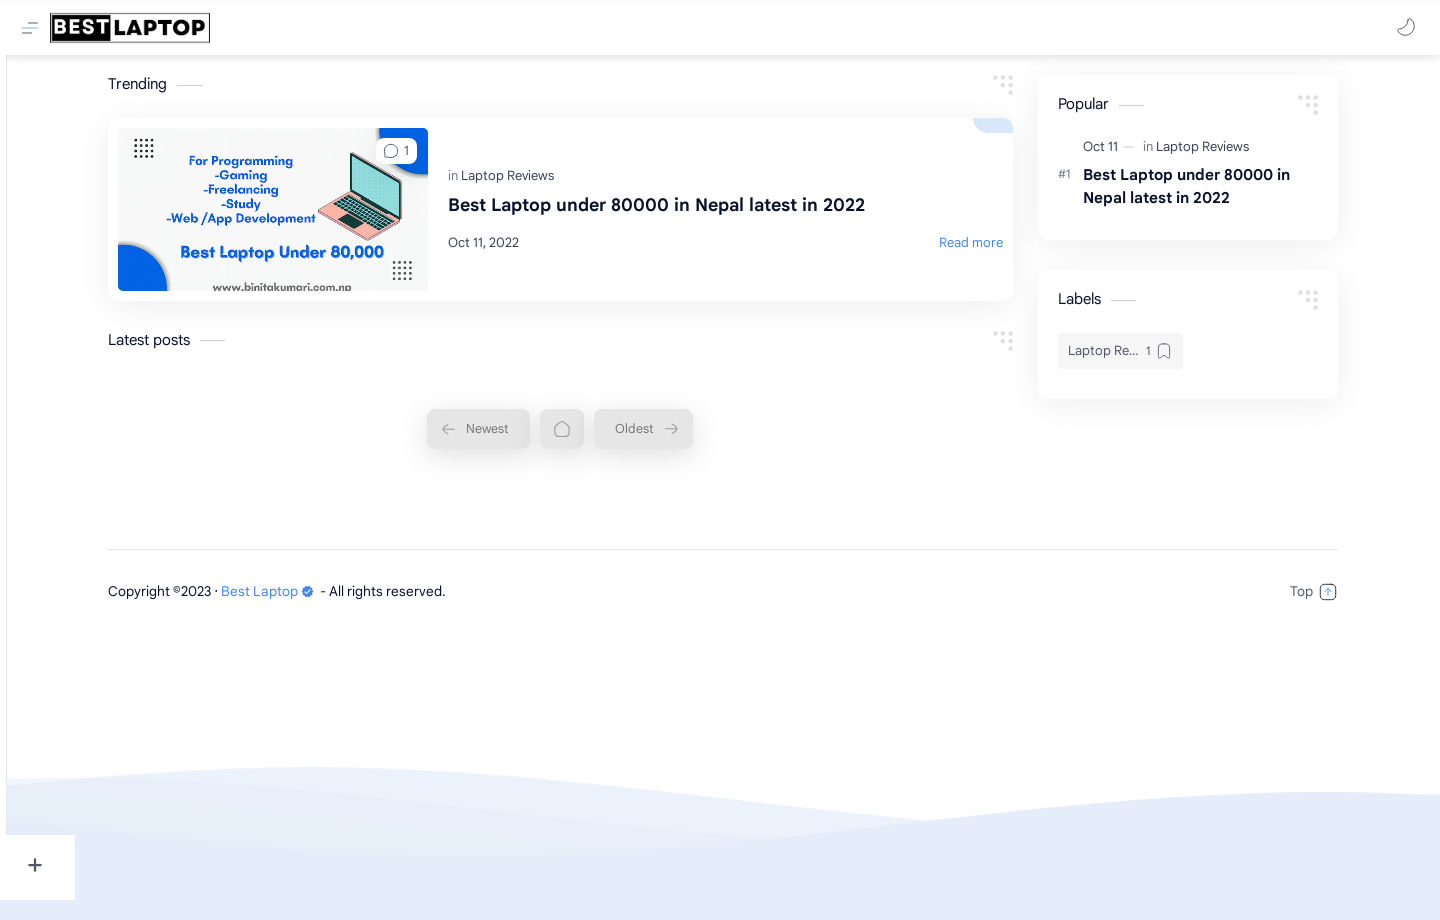 BEST LAPTOP
Trending
For Programming
-Gaming
-Freelancing
-Study
-Web /App Development
Best Laptop Under 80,000
www.binitakumari.com.np
1
in Laptop Reviews
Best Laptop under 80000 in Nepal latest in 2022
Oct 11, 2022
Read more
Latest posts
Newest
Oldest
Popular
Oct 11 — in Laptop Reviews
#1
Best Laptop under 80000 in
Nepal latest in 2022
Labels
Laptop Re... 1
Copyright ©2023 · Best Laptop - All rights reserved.
Top